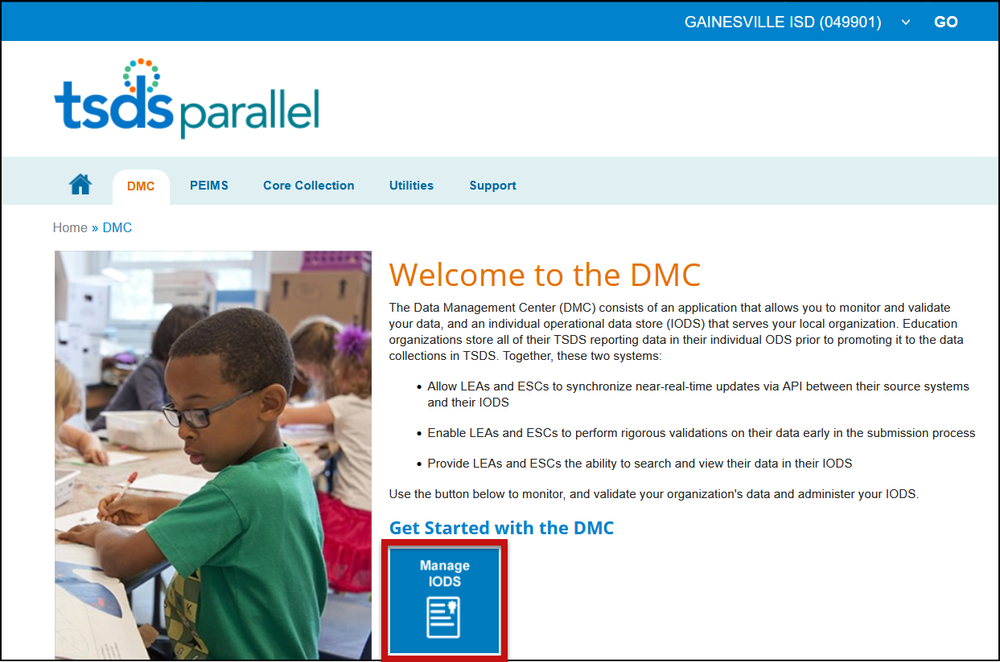 GAINESVILLE ISD (049901) GO
tsds parallel
DMC PEIMS Core Collection Utilities Support
Home » DMC
Welcome to the DMC
The Data Management Center (DMC) consists of an application that allows you to monitor and validate
your data, and an individual operational data store (IODS) that serves your local organization. Education
organizations store all of their TSDS reporting data in their individual ODS prior to promoting it to the data
collections in TSDS. Together, these two systems:
• Allow LEAs and ESCs to synchronize near-real-time updates via API between their source systems
and their IODS
• Enable LEAs and ESCs to perform rigorous validations on their data early in the submission process
• Provide LEAs and ESCs the ability to search and view their data in their IODS
Use the button below to monitor, and validate your organization's data and administer your IODS.
Get Started with the DMC
Manage
IODS